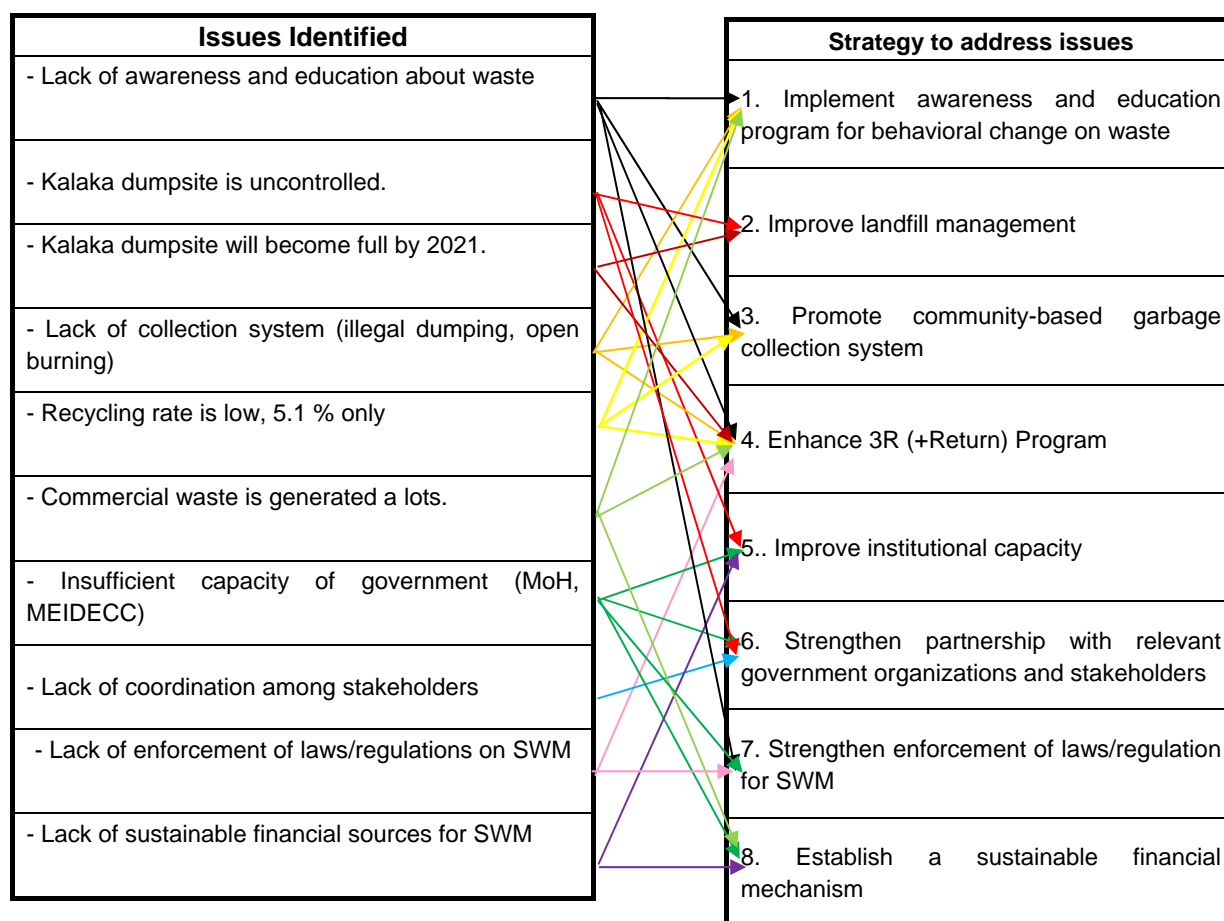 Issues Identified
- Lack of awareness and education about waste
- Kalaka dumpsite is uncontrolled.
- Kalaka dumpsite will become full by 2021.
- Lack of collection system (illegal dumping, open
burning)
- Recycling rate is low, 5.1 % only
- Commercial waste is generated a lots.
- Insufficient capacity of government (MoH,
MEIDECC)
- Lack of coordination among stakeholders
- Lack of enforcement of laws/regulations on SWM
- Lack of sustainable financial sources for SWM
Strategy to address issues
1. Implement awareness and education
program for behavioral change on waste
2. Improve landfill management
3. Promote community-based garbage
collection system
4. Enhance 3R (+Return) Program
5.. Improve institutional capacity
6. Strengthen partnership with relevant
government organizations and stakeholders
7. Strengthen enforcement of laws/regulation
for SWM
8. Establish a sustainable financial
mechanism